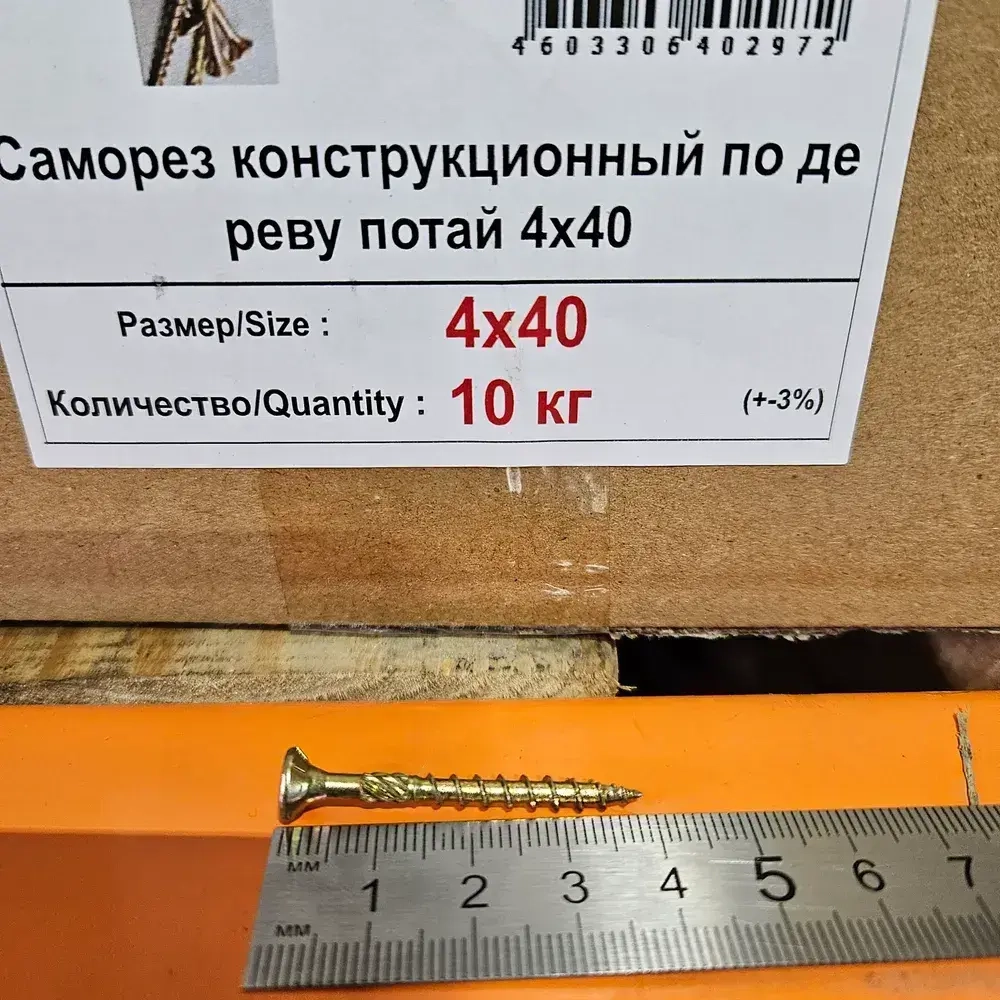 4603306402972
Саморез конструкционный по де
реву потай 4х40
Размер/Size : 4х40
Количество/Quantity : 10 кг (+-3%)
мм 1 2 3 4 5 6 7
мм